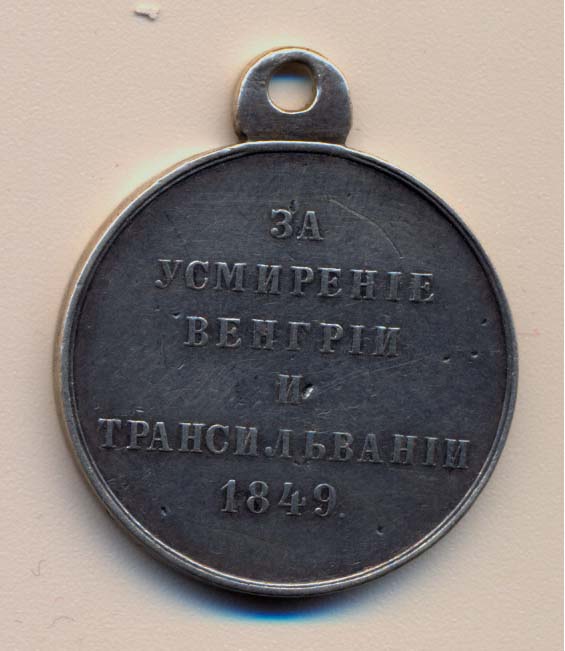 ЗА
УСМИРЕНІЕ
ВЕНГРІИ
И
ТРАНСИЛЬВАНІИ
1849.